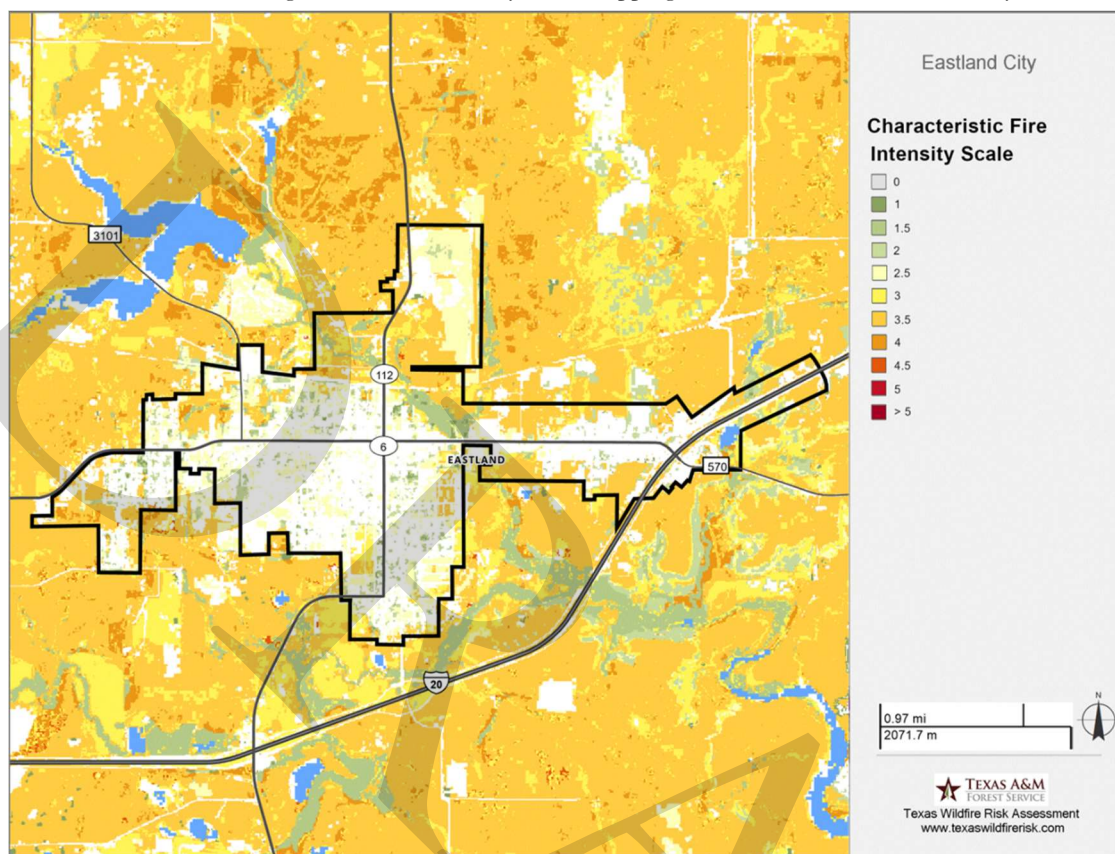 Eastland City
Characteristic Fire
Intensity Scale
0
1
1.5
2
2.5
3
3.5
4
4.5
5
> 5
3101
112
6
EASTLAND
570
20
0.97 mi
2071.7 m
N
TEXAS A&M
FOREST SERVICE
Texas Wildfire Risk Assessment
www.texaswildfirerisk.com